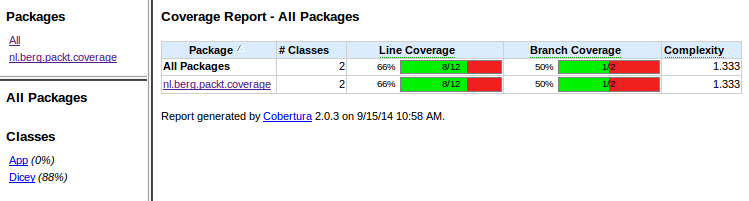 Packages
All
nl.berg.packt.coverage
All Packages
Classes
App (0%)
Dicey (88%)
Coverage Report - All Packages
Package # Classes Line Coverage Branch Coverage Complexity
All Packages 2 66% 8/12 50% 1/2 1.333
nl.berg.packt.coverage 2 66% 8/12 50% 1/2 1.333
Report generated by Cobertura 2.0.3 on 9/15/14 10:58 AM.